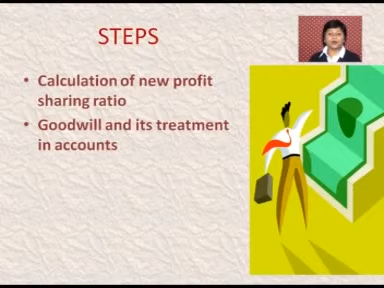 STEPS
• Calculation of new profit
sharing ratio
• Goodwill and its treatment
in accounts